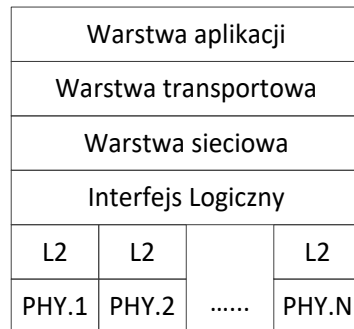 Warstwa aplikacji
Warstwa transportowa
Warstwa sieciowa
Interfejs Logiczny
L2 L2 L2
PHY.1 PHY.2 ...... PHY.N